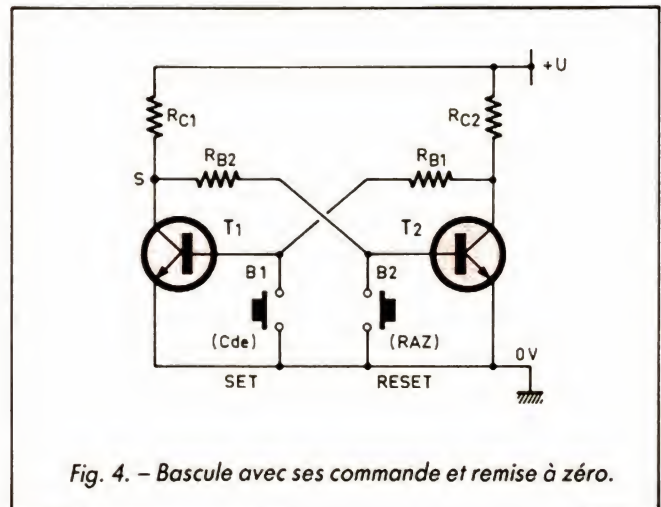 +U
RC1
RC2
RB2
RB1
S
T1
T2
B1
B2
(Cde)
(RAZ)
0V
SET
RESET
Fig. 4. – Bascule avec ses commande et remise à zéro.